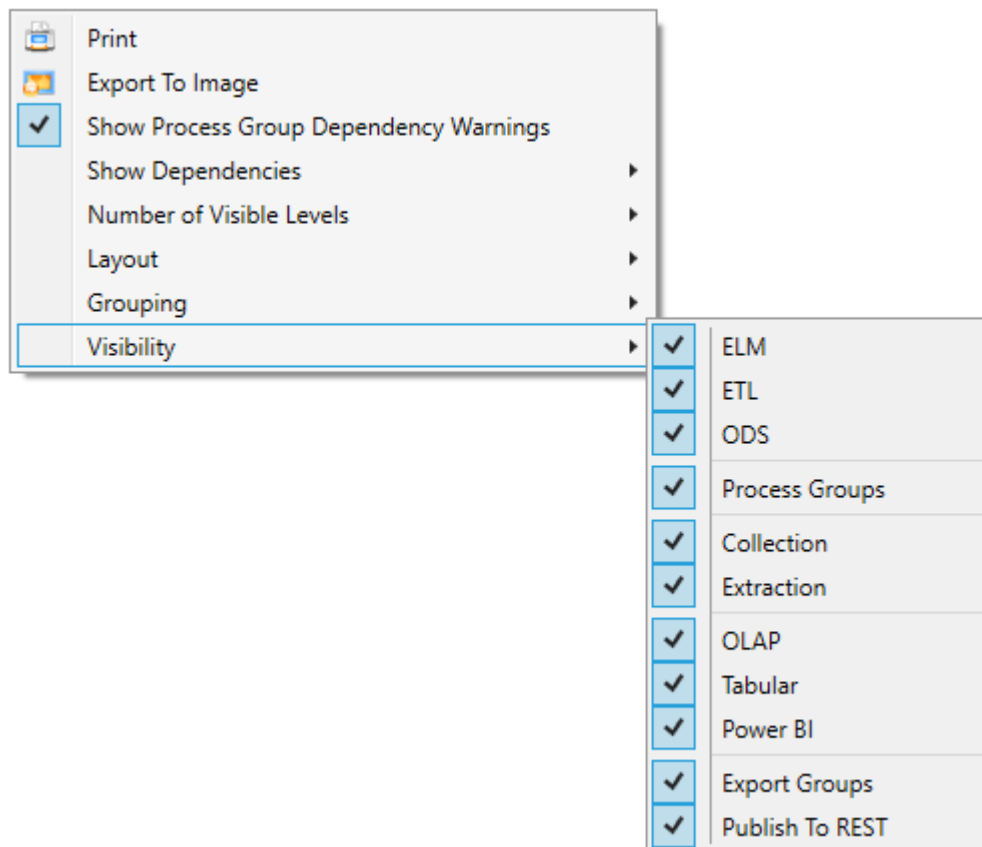 Print
Export To Image
Show Process Group Dependency Warnings
Show Dependencies
Number of Visible Levels
Layout
Grouping
Visibility
ELM
ETL
ODS
Process Groups
Collection
Extraction
OLAP
Tabular
Power BI
Export Groups
Publish To REST